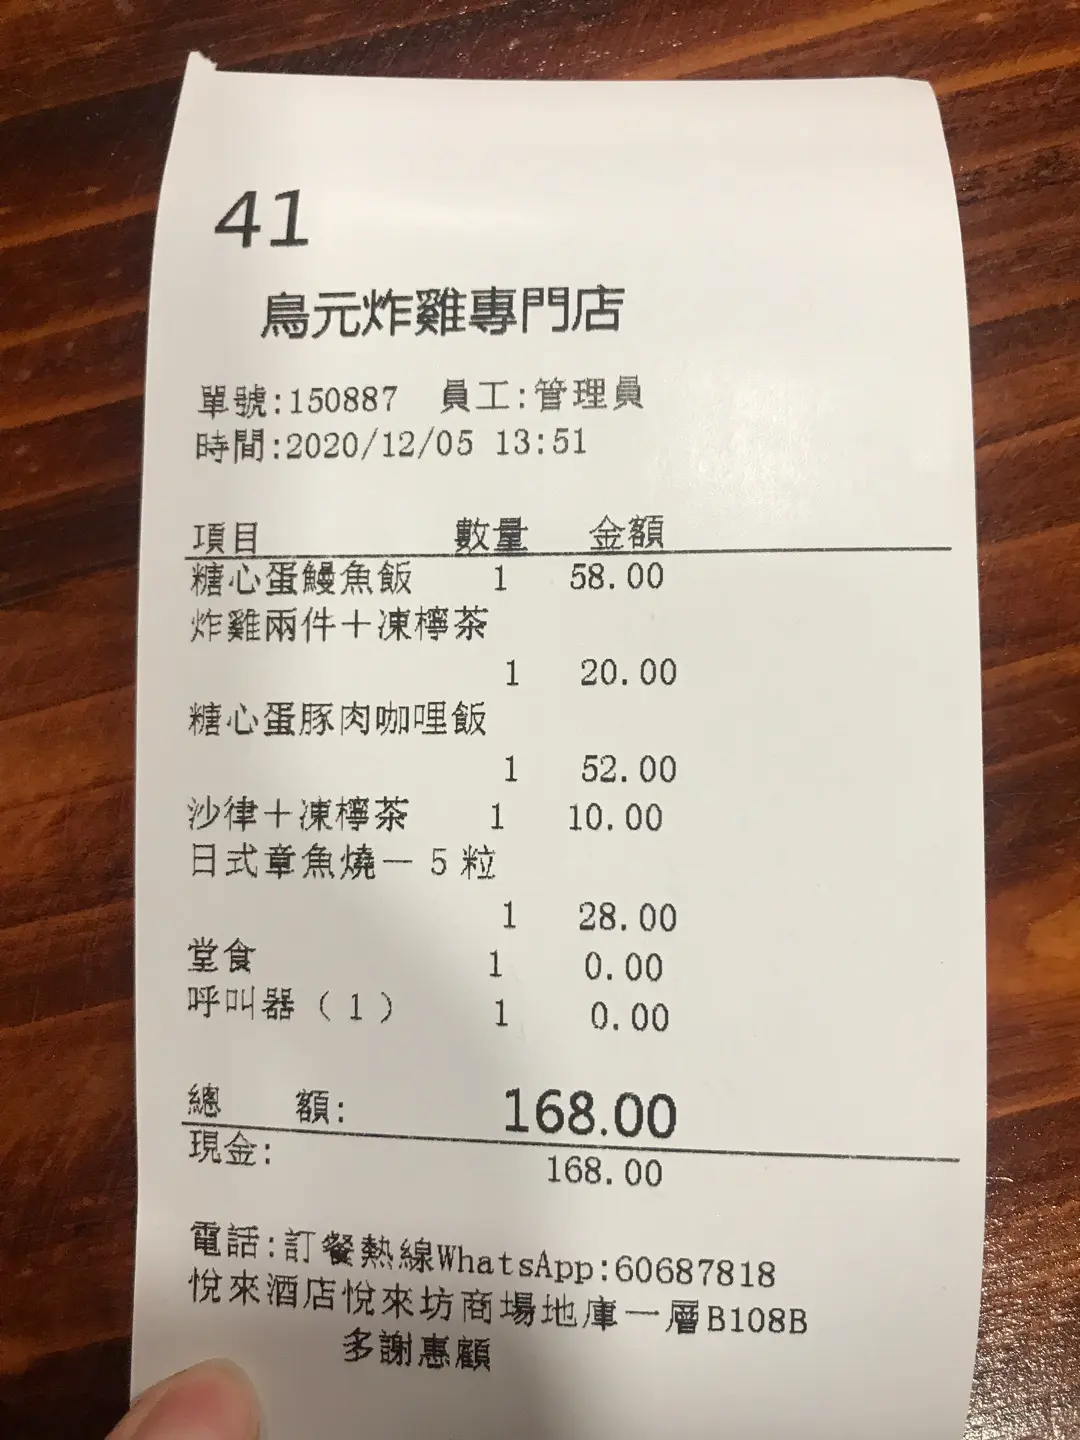 41
鳥元炸雞專門店
單號:150887 員工:管理員
時間:2020/12/05 13:51
項目 數量 金額
糖心蛋鰻魚飯 1 58.00
炸雞兩件＋凍檸茶
1 20.00
糖心蛋豚肉咖哩飯
1 52.00
沙律＋凍檸茶 1 10.00
日式章魚燒－５粒
1 28.00
堂食 1 0.00
呼叫器（１） 1 0.00
總 額: 168.00
現金: 168.00
電話:訂餐熱線WhatsApp:60687818
悅來酒店悅來坊商場地庫一層B108B
多謝惠顧